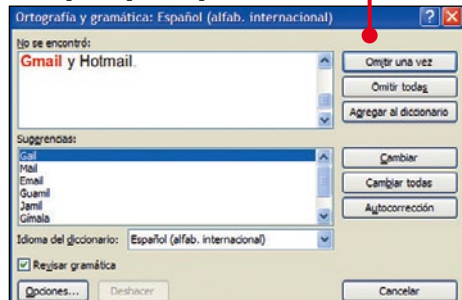 Ortografía y gramática: Español (alfab. internacional)
No se encontró:
Gmail y Hotmail.
Omitir una vez
Omitir todas
Agregar al diccionario
Sugerencias:
Gail
Mail
Email
Guamil
Jamil
Gimala
Cambiar
Cambiar todas
Autocorrección
Idioma del diccionario: Español (alfab. internacional)
Revisar gramática
Opciones... Deshacer Cancelar